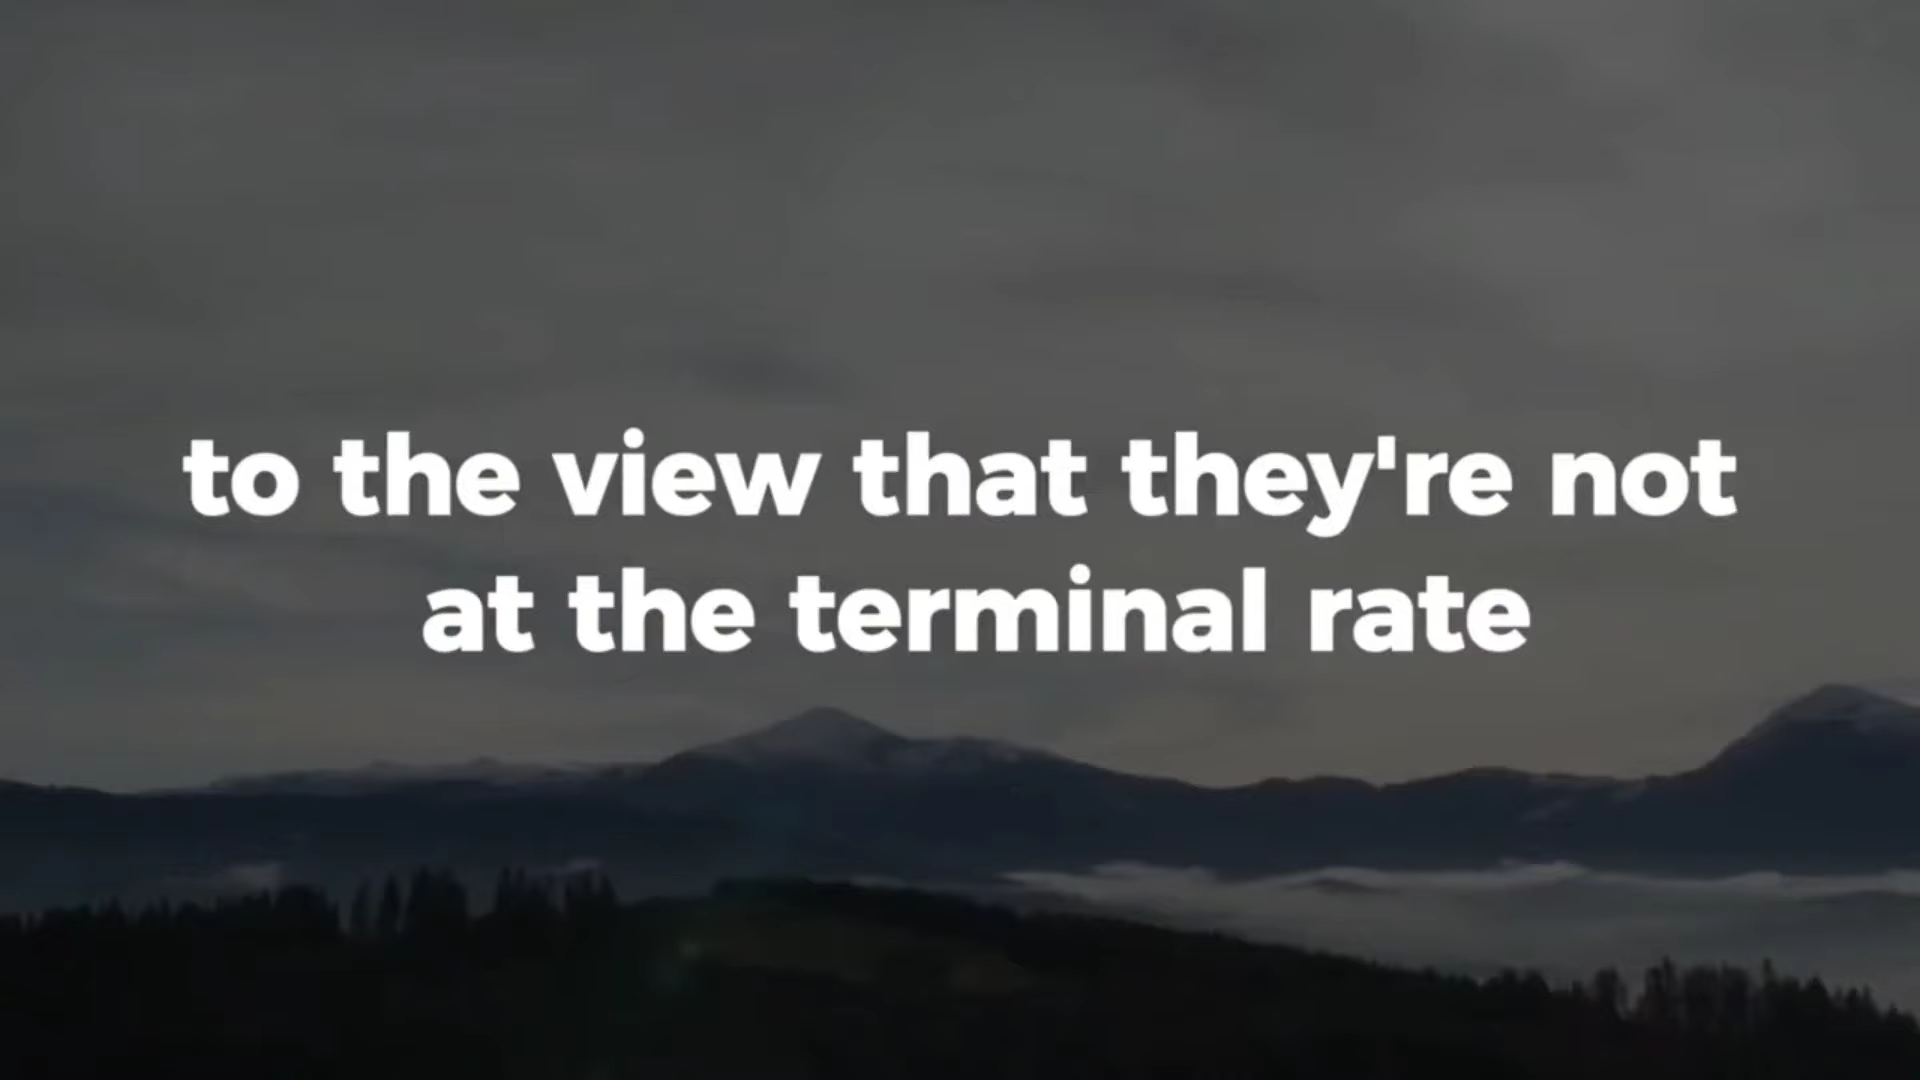 to the view that they're not
at the terminal rate